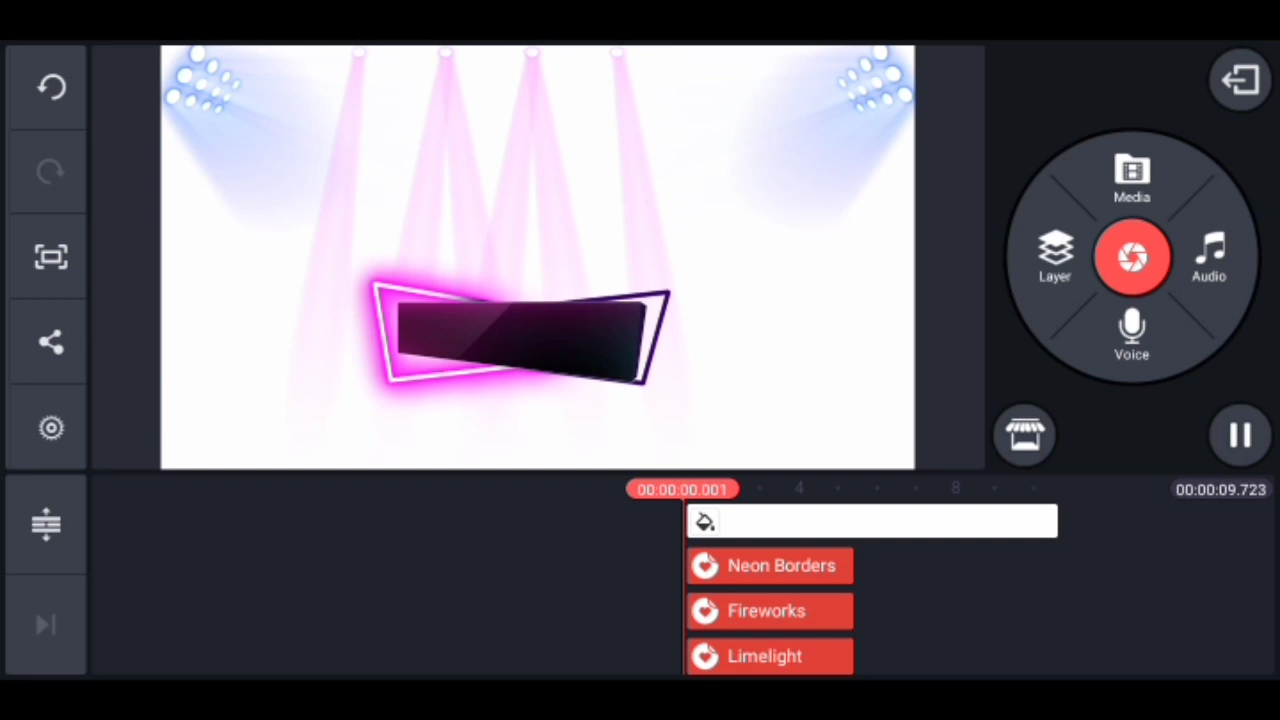 Media
Layer
Audio
Voice
00:00:00.001
4
8
00:00:09.723
Neon Borders
Fireworks
Limelight